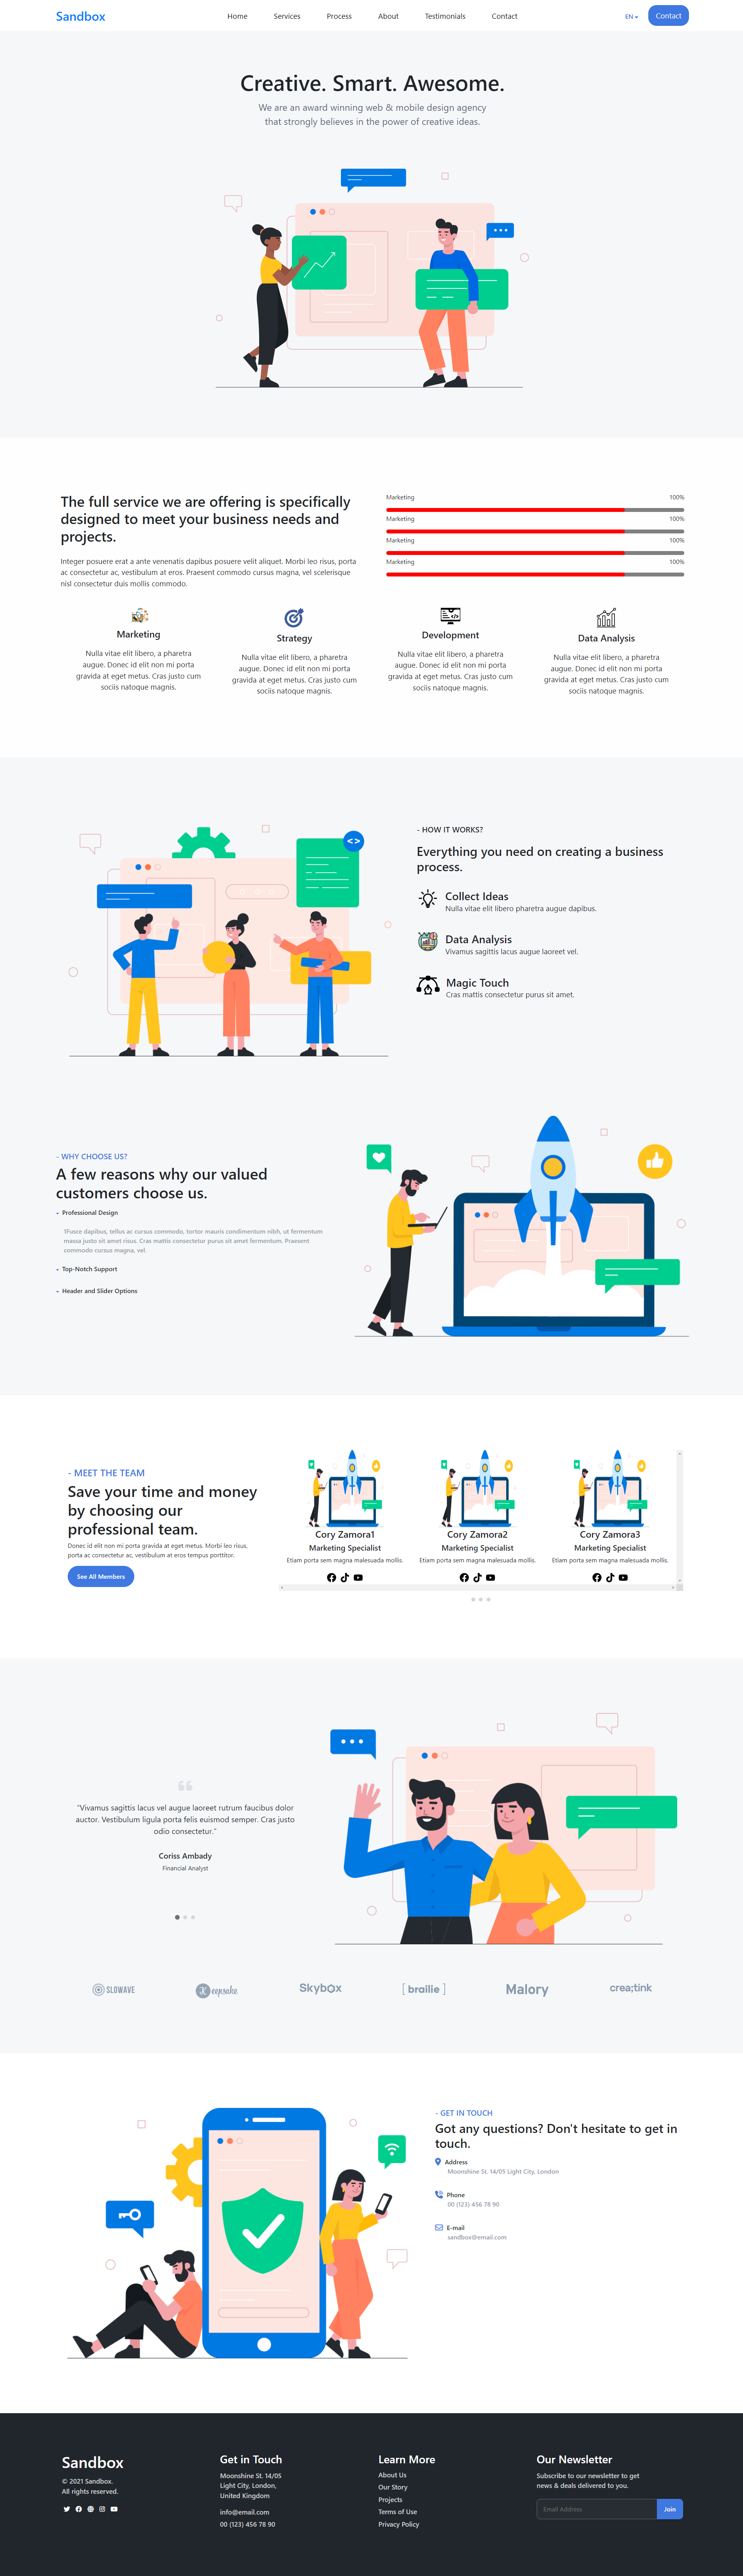 Sandbox
Home Services Process About Testimonials Contact
EN
Contact
Creative. Smart. Awesome.
We are an award winning web & mobile design agency
that strongly believes in the power of creative ideas.
The full service we are offering is specifically
designed to meet your business needs and
projects.
Integer posuere erat a ante venenatis dapibus posuere velit aliquet. Morbi leo risus, porta
ac consectetur ac, vestibulum at eros. Praesent commodo cursus magna, vel scelerisque
nisl consectetur duis mollis commodo.
Marketing 100%
Marketing 100%
Marketing 100%
Marketing 100%
Marketing
Nulla vitae elit libero, a pharetra
augue. Donec id elit non mi porta
gravida at eget metus. Cras justo cum
sociis natoque magnis.
Strategy
Nulla vitae elit libero, a pharetra
augue. Donec id elit non mi porta
gravida at eget metus. Cras justo cum
sociis natoque magnis.
Development
Nulla vitae elit libero, a pharetra
augue. Donec id elit non mi porta
gravida at eget metus. Cras justo cum
sociis natoque magnis.
Data Analysis
Nulla vitae elit libero, a pharetra
augue. Donec id elit non mi porta
gravida at eget metus. Cras justo cum
sociis natoque magnis.
< >
- HOW IT WORKS?
Everything you need on creating a business
process.
Collect Ideas
Nulla vitae elit libero pharetra augue dapibus.
Data Analysis
Vivamus sagittis lacus augue laoreet vel.
Magic Touch
Cras mattis consectetur purus sit amet.
- WHY CHOOSE US?
A few reasons why our valued
customers choose us.
Professional Design
1Fusce dapibus, tellus ac cursus commodo, tortor mauris condimentum nibh, ut fermentum
massa justo sit amet risus. Cras mattis consectetur purus sit amet fermentum. Praesent
commodo cursus magna, vel.
Top-Notch Support
Header and Slider Options
- MEET THE TEAM
Save your time and money
by choosing our
professional team.
Donec id elit non mi porta gravida at eget metus. Morbi leo risus,
porta ac consectetur ac, vestibulum at eros tempus porttitor.
See All Members
Cory Zamora1
Marketing Specialist
Etiam porta sem magna malesuada mollis.
Cory Zamora2
Marketing Specialist
Etiam porta sem magna malesuada mollis.
Cory Zamora3
Marketing Specialist
Etiam porta sem magna malesuada mollis.
“
"Vivamus sagittis lacus vel augue laoreet rutrum faucibus dolor
auctor. Vestibulum ligula porta felis euismod semper. Cras justo
odio consectetur."
Coriss Ambady
Financial Analyst
SLOWAVE
Keepsake
Skybox
[ braille ]
Malory
crea;tink
- GET IN TOUCH
Got any questions? Don't hesitate to get in
touch.
Address
Moonshine St. 14/05 Light City, London
Phone
00 (123) 456 78 90
E-mail
sandbox@email.com
Sandbox
© 2021 Sandbox.
All rights reserved.
Get in Touch
Moonshine St. 14/05
Light City, London,
United Kingdom
info@email.com
00 (123) 456 78 90
Learn More
About Us
Our Story
Projects
Terms of Use
Privacy Policy
Our Newsletter
Subscribe to our newsletter to get
news & deals delivered to you.
Email Address
Join